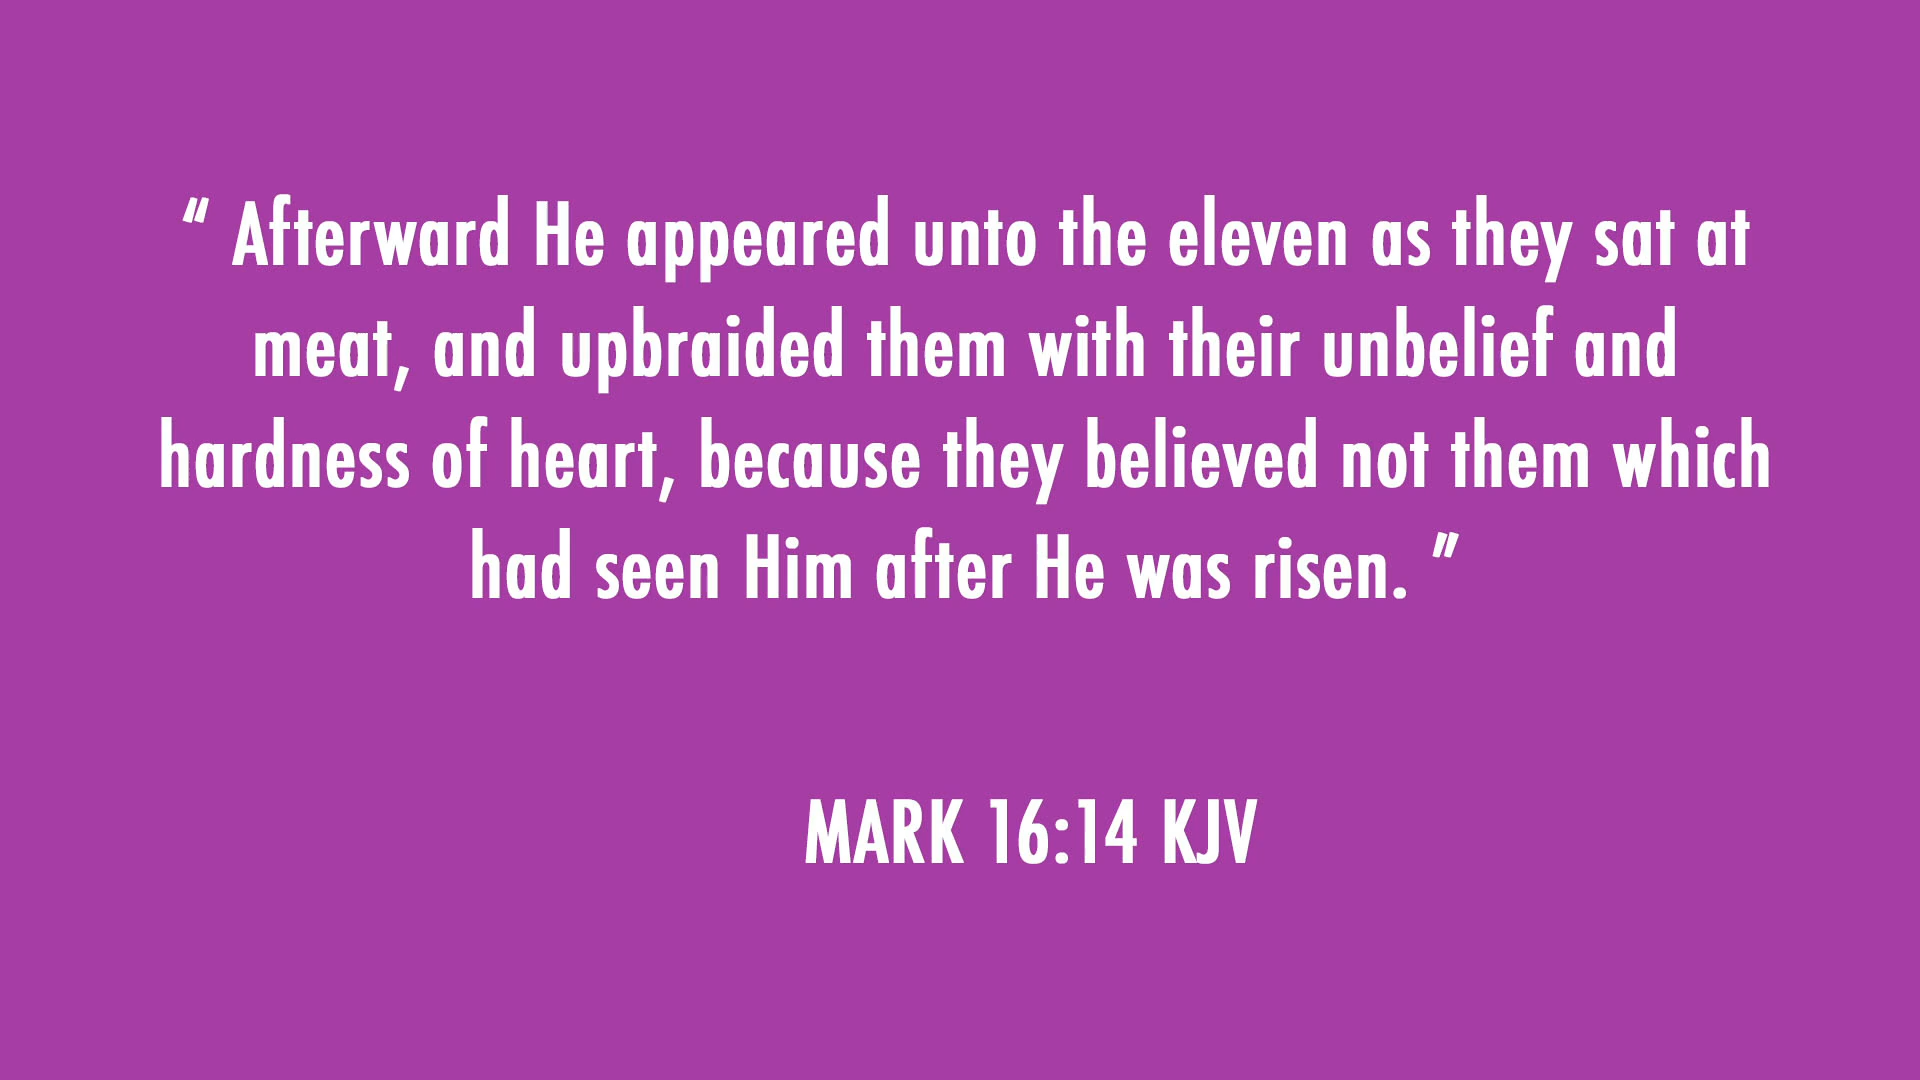 “ Afterward He appeared unto the eleven as they sat at
meat, and upbraided them with their unbelief and
hardness of heart, because they believed not them which
had seen Him after He was risen. ”
MARK 16:14 KJV